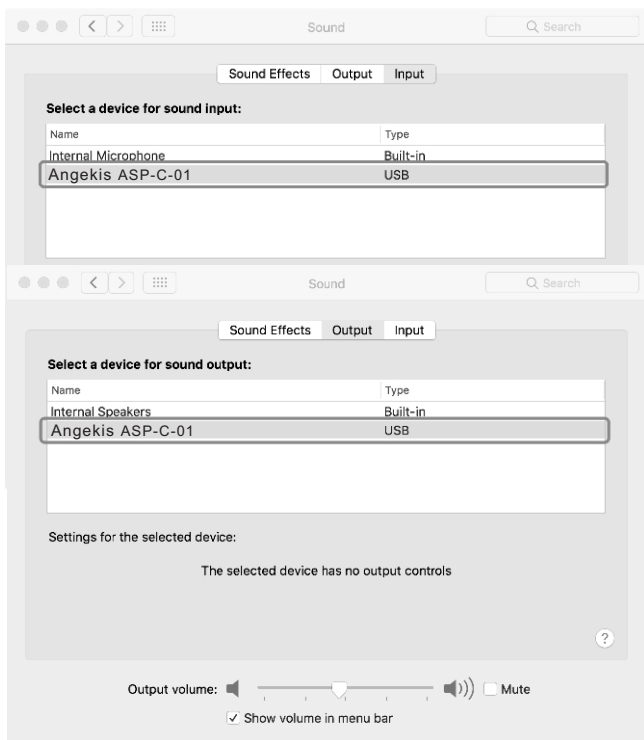 Sound
Search
Sound Effects Output Input
Select a device for sound input:
Name Type
Internal Microphone Built-in
Angekis ASP-C-01 USB
Sound
Search
Sound Effects Output Input
Select a device for sound output:
Name Type
Internal Speakers Built-in
Angekis ASP-C-01 USB
Settings for the selected device:
The selected device has no output controls
?
Output volume: Mute
Show volume in menu bar